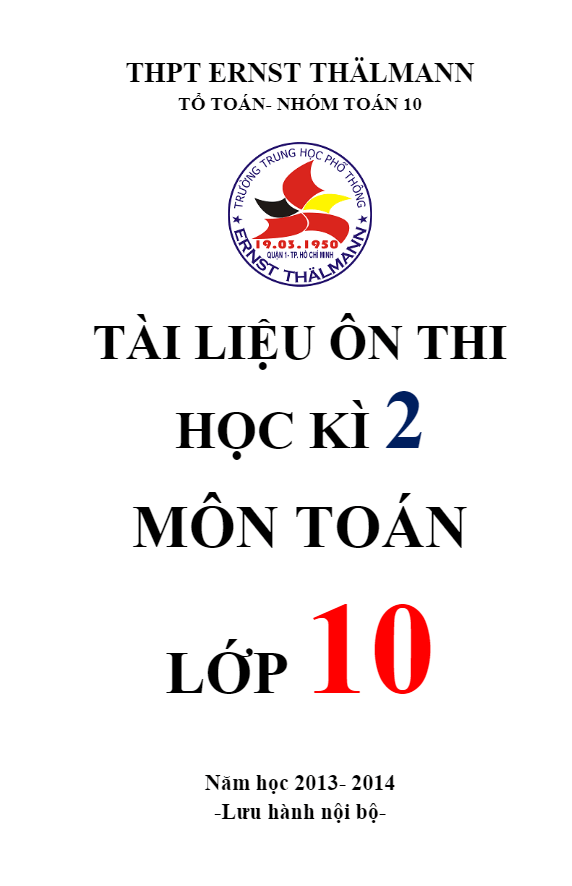 THPT ERNST THÄLMANN
TỔ TOÁN- NHÓM TOÁN 10
TRƯỜNG TRUNG HỌC PHỔ THÔNG
19.03.1950
QUẬN 1- TP. HỒ CHÍ MINH
ERNST THÄLMANN
TÀI LIỆU ÔN THI
HỌC KÌ 2
MÔN TOÁN
LỚP 10
Năm học 2013- 2014
-Lưu hành nội bộ-